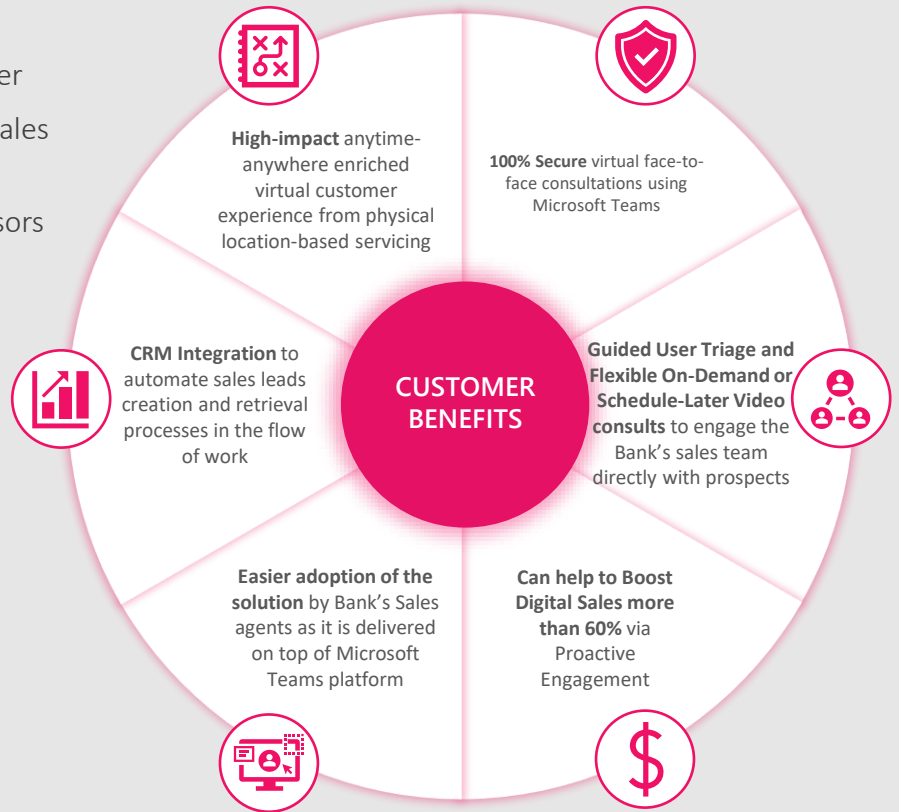 er
ales
sors
High-impact anytime-
anywhere enriched
virtual customer
experience from physical
location-based servicing
100% Secure virtual face-to-
face consultations using
Microsoft Teams
CRM Integration to
automate sales leads
creation and retrieval
processes in the flow
of work
CUSTOMER
BENEFITS
Guided User Triage and
Flexible On-Demand or
Schedule-Later Video
consults to engage the
Bank's sales team
directly with prospects
Easier adoption of the
solution by Bank's Sales
agents as it is delivered
on top of Microsoft
Teams platform
Can help to Boost
Digital Sales more
than 60% via
Proactive
Engagement